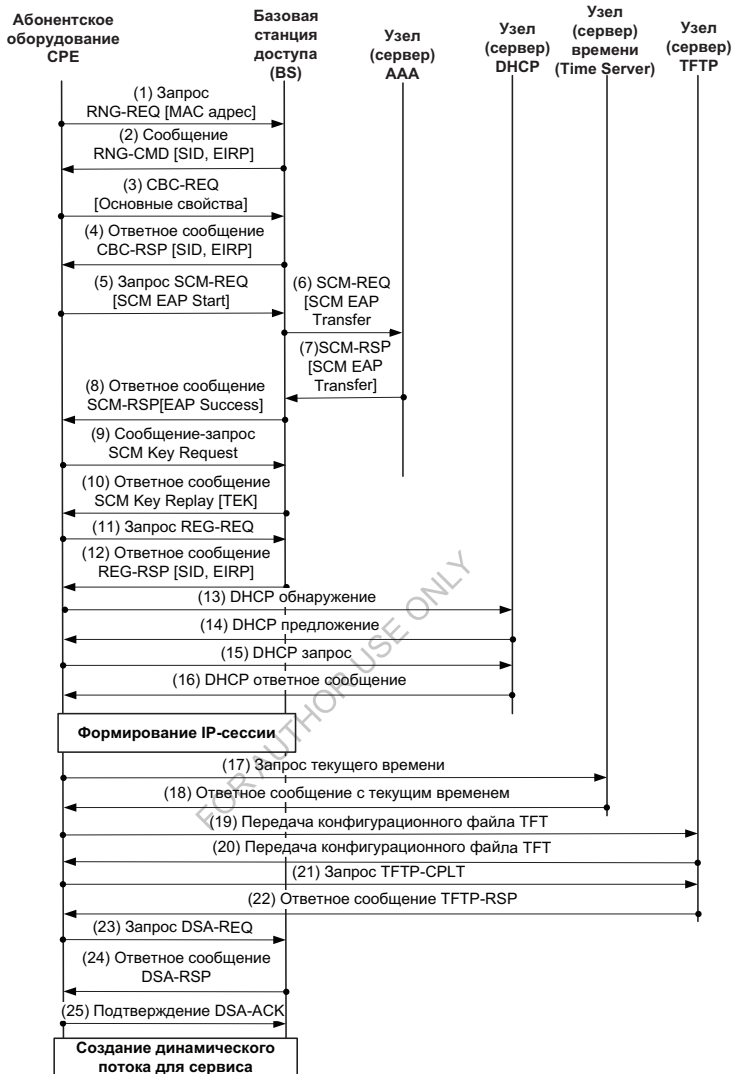 Абонентское
оборудование
CPE
Базовая
станция
доступа
(BS)
Узел
(сервер)
AAA
Узел
(сервер)
DHCP
Узел
(сервер)
времени
(Time Server)
Узел
(сервер)
TFTP
(1) Запрос
RNG-REQ [MAC адрес]
(2) Сообщение
RNG-CMD [SID, EIRP]
(3) CBC-REQ
[Основные свойства]
(4) Ответное сообщение
CBC-RSP [SID, EIRP]
(5) Запрос SCM-REQ
[SCM EAP Start]
(6) SCM-REQ
[SCM EAP
Transfer
(7)SCM-RSP
[SCM EAP
Transfer]
(8) Ответное сообщение
SCM-RSP[EAP Success]
(9) Сообщение-запрос
SCM Key Request
(10) Ответное сообщение
SCM Key Replay [TEK]
(11) Запрос REG-REQ
(12) Ответное сообщение
REG-RSP [SID, EIRP]
(13) DHCP обнаружение
(14) DHCP предложение
(15) DHCP запрос
(16) DHCP ответное сообщение
Формирование IP-сессии
(17) Запрос текущего времени
(18) Ответное сообщение с текущим временем
(19) Передача конфигурационного файла TFT
(20) Передача конфигурационного файла TFT
(21) Запрос TFTP-CPLT
(22) Ответное сообщение TFTP-RSP
(23) Запрос DSA-REQ
(24) Ответное сообщение
DSA-RSP
(25) Подтверждение DSA-ACK
Создание динамического
потока для сервиса
FOR AUTHOR USE ONLY